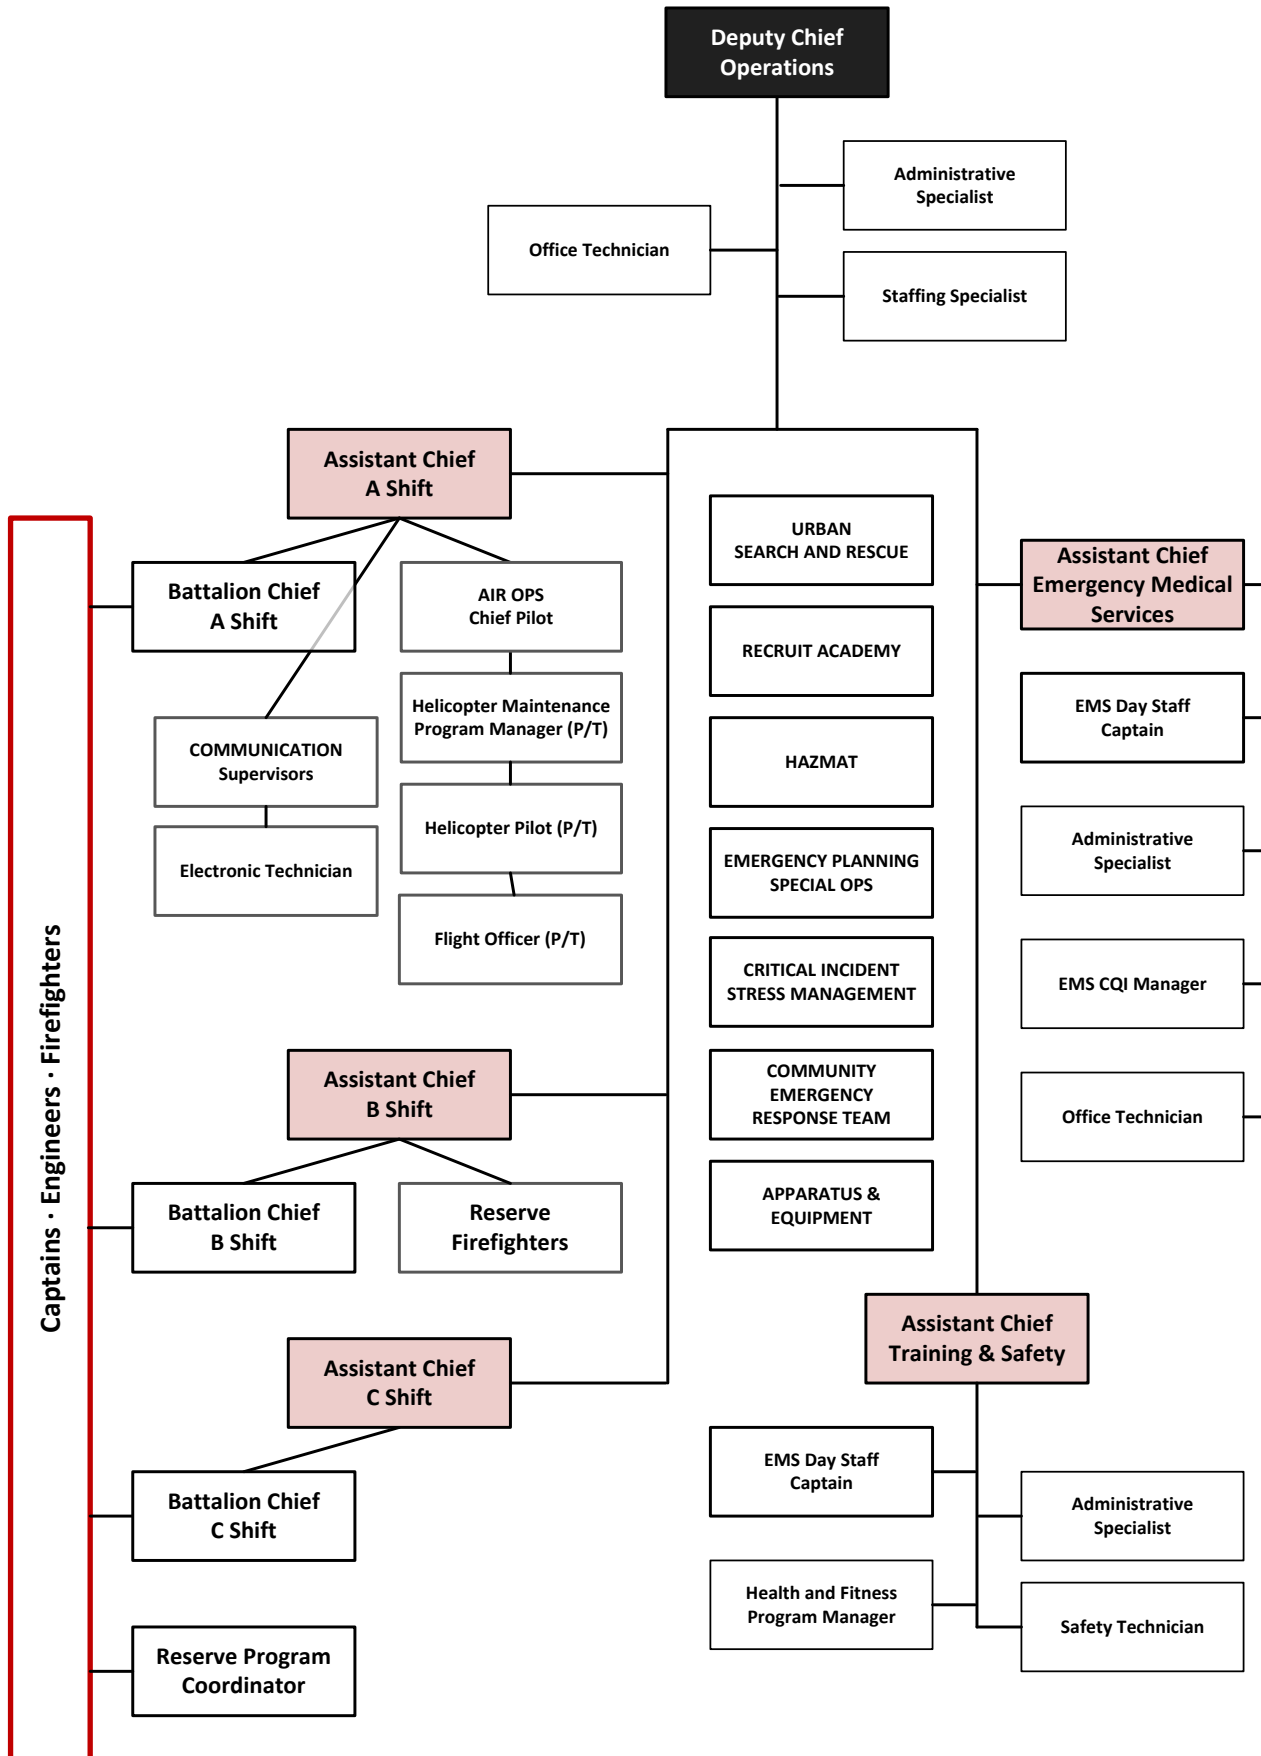 Deputy Chief
Operations
Administrative
Specialist
Office Technician
Staffing Specialist
Assistant Chief
A Shift
Battalion Chief
A Shift
AIR OPS
Chief Pilot
Helicopter Maintenance
Program Manager (P/T)
COMMUNICATION
Supervisors
Helicopter Pilot (P/T)
Electronic Technician
Flight Officer (P/T)
Captains · Engineers · Firefighters
Assistant Chief
B Shift
Battalion Chief
B Shift
Reserve
Firefighters
Assistant Chief
C Shift
Battalion Chief
C Shift
Reserve Program
Coordinator
URBAN
SEARCH AND RESCUE
RECRUIT ACADEMY
HAZMAT
EMERGENCY PLANNING
SPECIAL OPS
CRITICAL INCIDENT
STRESS MANAGEMENT
COMMUNITY
EMERGENCY
RESPONSE TEAM
APPARATUS &
EQUIPMENT
Assistant Chief
Emergency Medical
Services
EMS Day Staff
Captain
Administrative
Specialist
EMS CQI Manager
Office Technician
Assistant Chief
Training & Safety
EMS Day Staff
Captain
Administrative
Specialist
Health and Fitness
Program Manager
Safety Technician